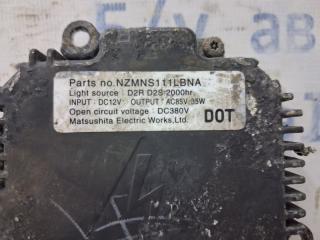 Parts no.NZMNS111LBNA
Light source : D2R D2S-2000hr
INPUT : DC12V OUTPUT : AC85V-35W
Open circuit voltage : DC380V
Matsushita Electric Works,Ltd. DOT